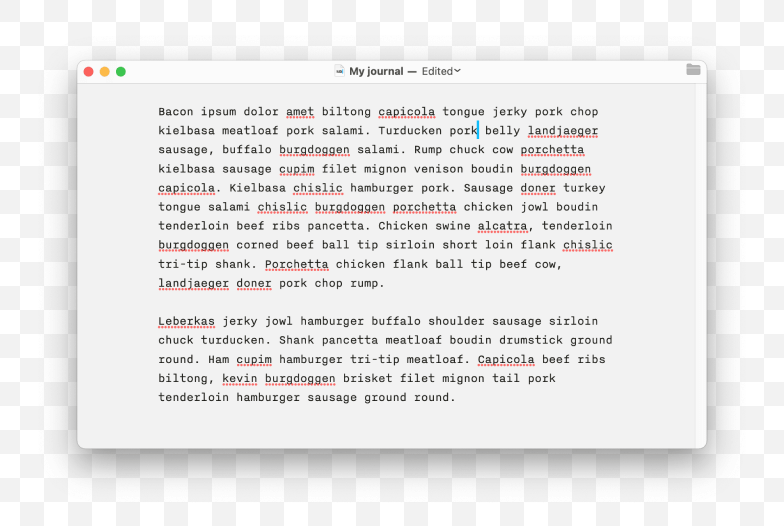 My journal — Edited
Bacon ipsum dolor amet biltong capicola tongue jerky pork chop
kielbasa meatloaf pork salami. Turducken pork belly landjaeger
sausage, buffalo burgdoggen salami. Rump chuck cow porchetta
kielbasa sausage cupim filet mignon venison boudin burgdoggen
capicola. Kielbasa chislic hamburger pork. Sausage doner turkey
tongue salami chislic burgdoggen porchetta chicken jowl boudin
tenderloin beef ribs pancetta. Chicken swine alcatra, tenderloin
burgdoggen corned beef ball tip sirloin short loin flank chislic
tri-tip shank. Porchetta chicken flank ball tip beef cow,
landjaeger doner pork chop rump.
Leberkas jerky jowl hamburger buffalo shoulder sausage sirloin
chuck turducken. Shank pancetta meatloaf boudin drumstick ground
round. Ham cupim hamburger tri-tip meatloaf. Capicola beef ribs
biltong, kevin burgdoggen brisket filet mignon tail pork
tenderloin hamburger sausage ground round.